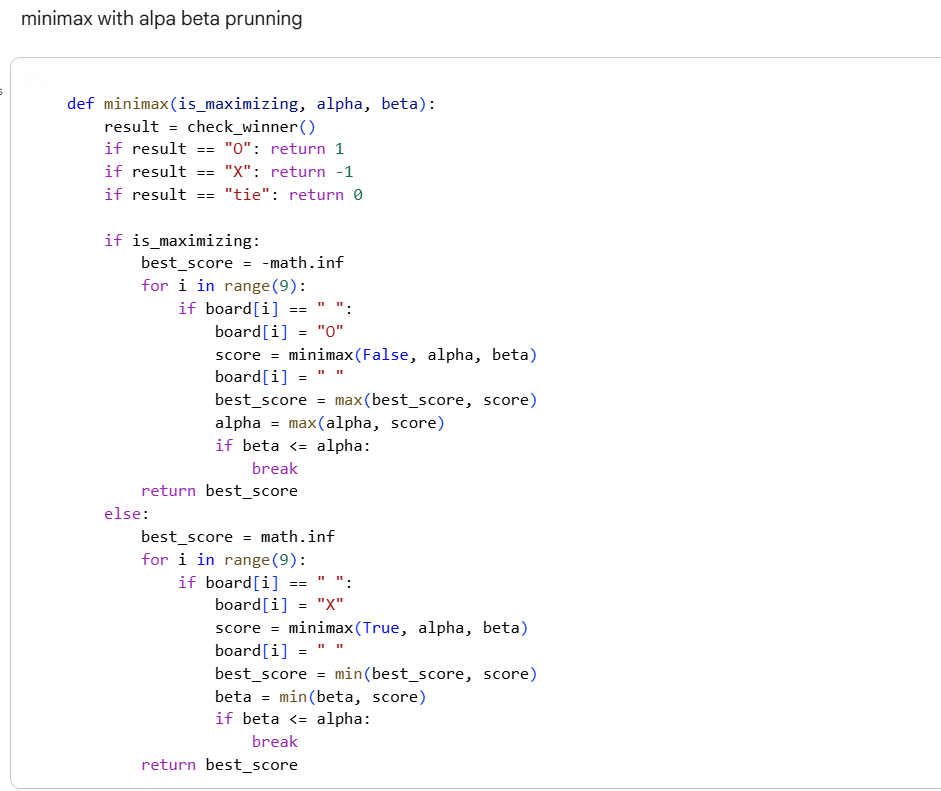 minimax with alpa beta prunning
s
def minimax(is_maximizing, alpha, beta):
    result = check_winner()
    if result == "O": return 1
    if result == "X": return -1
    if result == "tie": return 0

    if is_maximizing:
        best_score = -math.inf
        for i in range(9):
            if board[i] == " ":
                board[i] = "O"
                score = minimax(False, alpha, beta)
                board[i] = " "
                best_score = max(best_score, score)
                alpha = max(alpha, score)
                if beta <= alpha:
                    break
        return best_score
    else:
        best_score = math.inf
        for i in range(9):
            if board[i] == " ":
                board[i] = "X"
                score = minimax(True, alpha, beta)
                board[i] = " "
                best_score = min(best_score, score)
                beta = min(beta, score)
                if beta <= alpha:
                    break
        return best_score